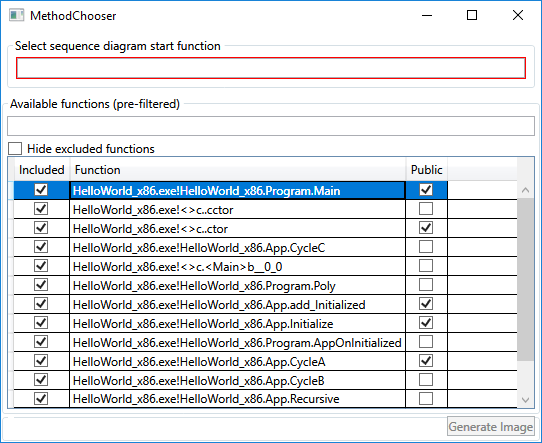 MethodChooser
Select sequence diagram start function
Available functions (pre-filtered)
Hide excluded functions
Included Function Public
HelloWorld_x86.exe!HelloWorld_x86.Program.Main
HelloWorld_x86.exe!<>c..cctor
HelloWorld_x86.exe!<>c..ctor
HelloWorld_x86.exe!HelloWorld_x86.App.CycleC
HelloWorld_x86.exe!<>c.<Main>b__0_0
HelloWorld_x86.exe!HelloWorld_x86.Program.Poly
HelloWorld_x86.exe!HelloWorld_x86.App.add_Initialized
HelloWorld_x86.exe!HelloWorld_x86.App.Initialize
HelloWorld_x86.exe!HelloWorld_x86.Program.AppOnInitialized
HelloWorld_x86.exe!HelloWorld_x86.App.CycleA
HelloWorld_x86.exe!HelloWorld_x86.App.CycleB
HelloWorld_x86.exe!HelloWorld_x86.App.Recursive
Generate Image